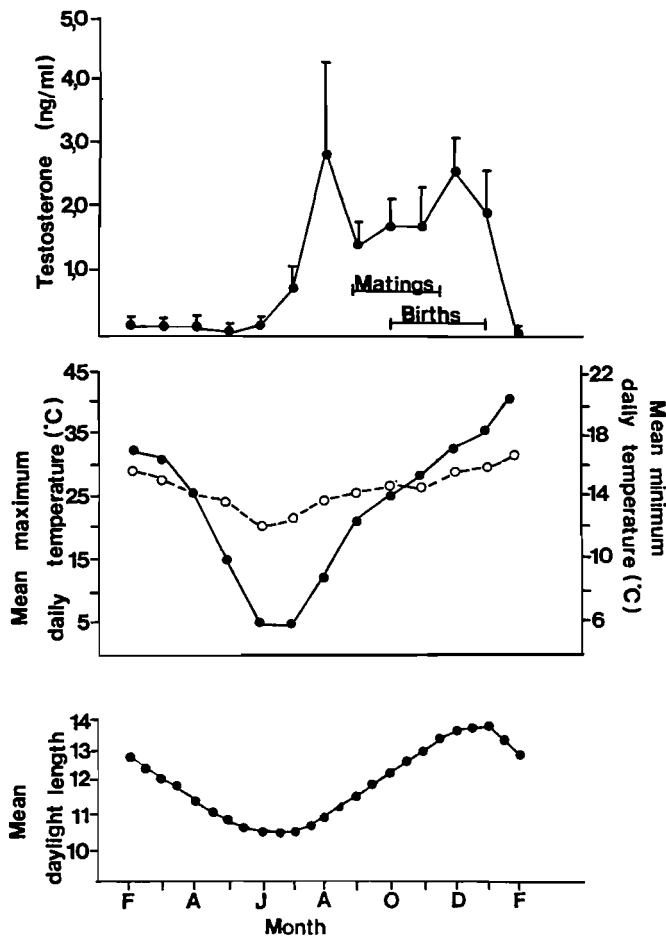 Testosterone (ng/ml)
5,0
4,0
3,0
2,0
1,0
Matings
Births
Mean maximum
daily temperature (°C)
45
35
25
15
5
22
18
14
10
6
Mean minimum
daily temperature (°C)
Mean
daylight length
14
13
12
11
10
F A J A O D F
Month